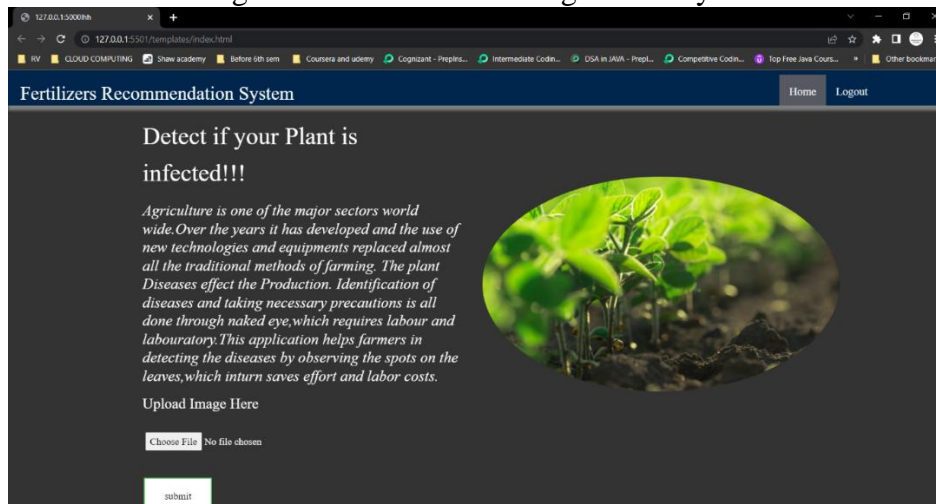 127.0.0.1:5000/hh
127.0.0.1:5501/templates/index.html
RV CLOUD COMPUTING Shaw academy Before 6th sem Coursera and udemy Cognizant - PrepIns... Intermediate Codin... DSA in JAVA - Prepl... Competitive Codin... Top Free Java Cours... » Other bookmar
Fertilizers Recommendation System Home Logout
Detect if your Plant is
infected!!!
Agriculture is one of the major sectors world
wide.Over the years it has developed and the use of
new technologies and equipments replaced almost
all the traditional methods of farming. The plant
Diseases effect the Production. Identification of
diseases and taking necessary precautions is all
done through naked eye,which requires labour and
labouratory.This application helps farmers in
detecting the diseases by observing the spots on the
leaves,which inturn saves effort and labor costs.
Upload Image Here
Choose File No file chosen
submit